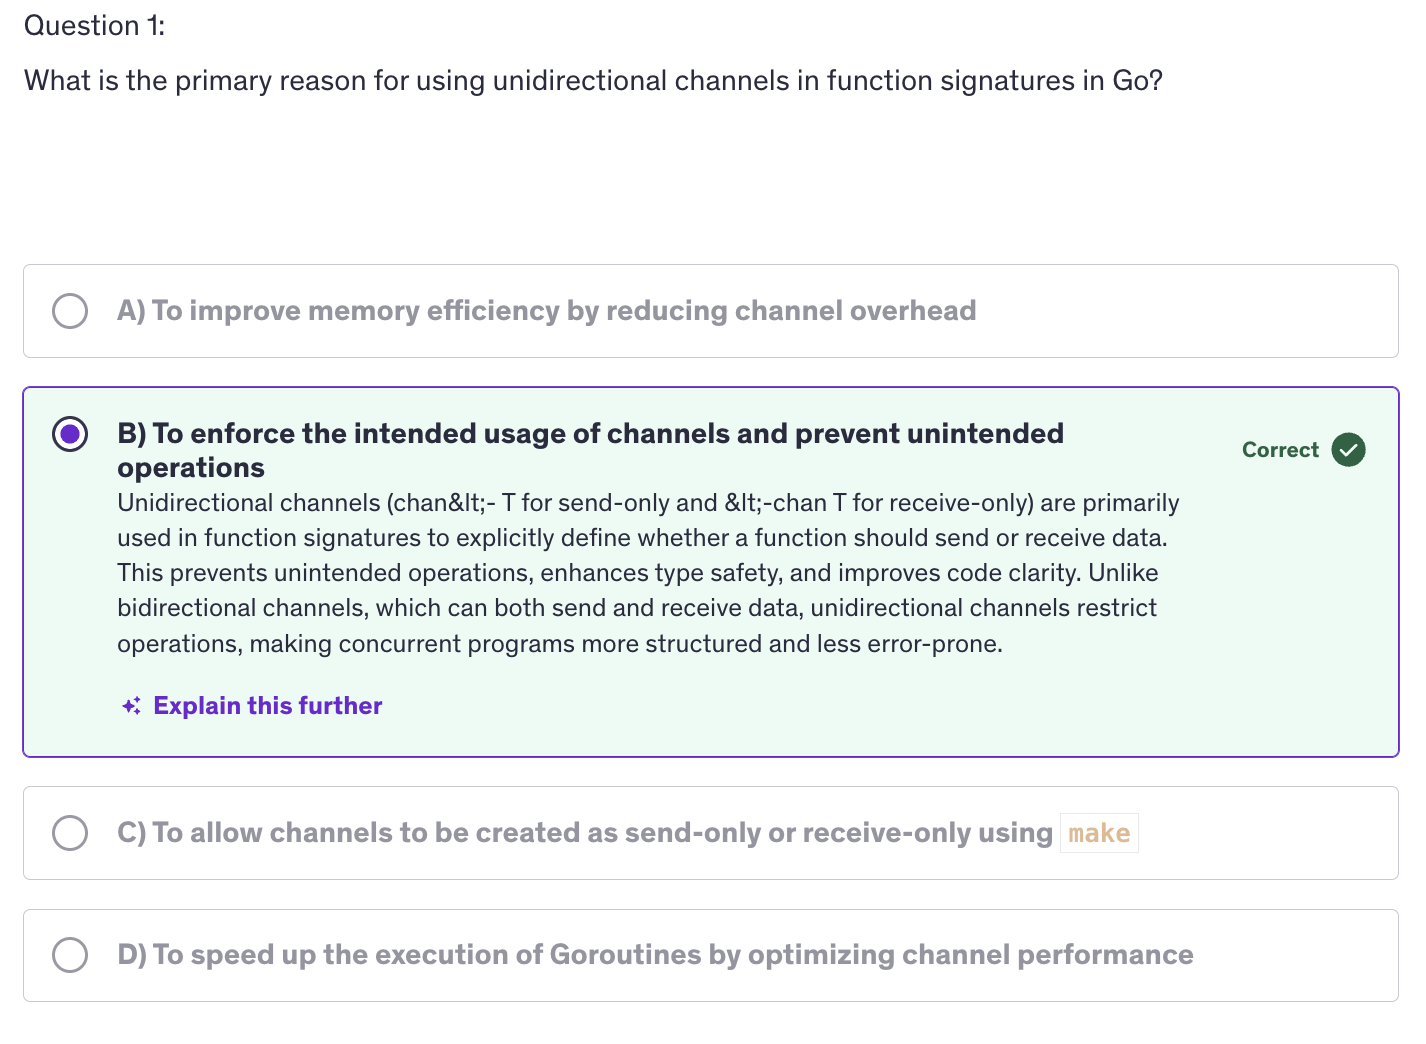 Question 1:
What is the primary reason for using unidirectional channels in function signatures in Go?
A) To improve memory efficiency by reducing channel overhead
B) To enforce the intended usage of channels and prevent unintended
operations
Correct
Unidirectional channels (chan&lt;- T for send-only and &lt;-chan T for receive-only) are primarily
used in function signatures to explicitly define whether a function should send or receive data.
This prevents unintended operations, enhances type safety, and improves code clarity. Unlike
bidirectional channels, which can both send and receive data, unidirectional channels restrict
operations, making concurrent programs more structured and less error-prone.
Explain this further
C) To allow channels to be created as send-only or receive-only using make
D) To speed up the execution of Goroutines by optimizing channel performance